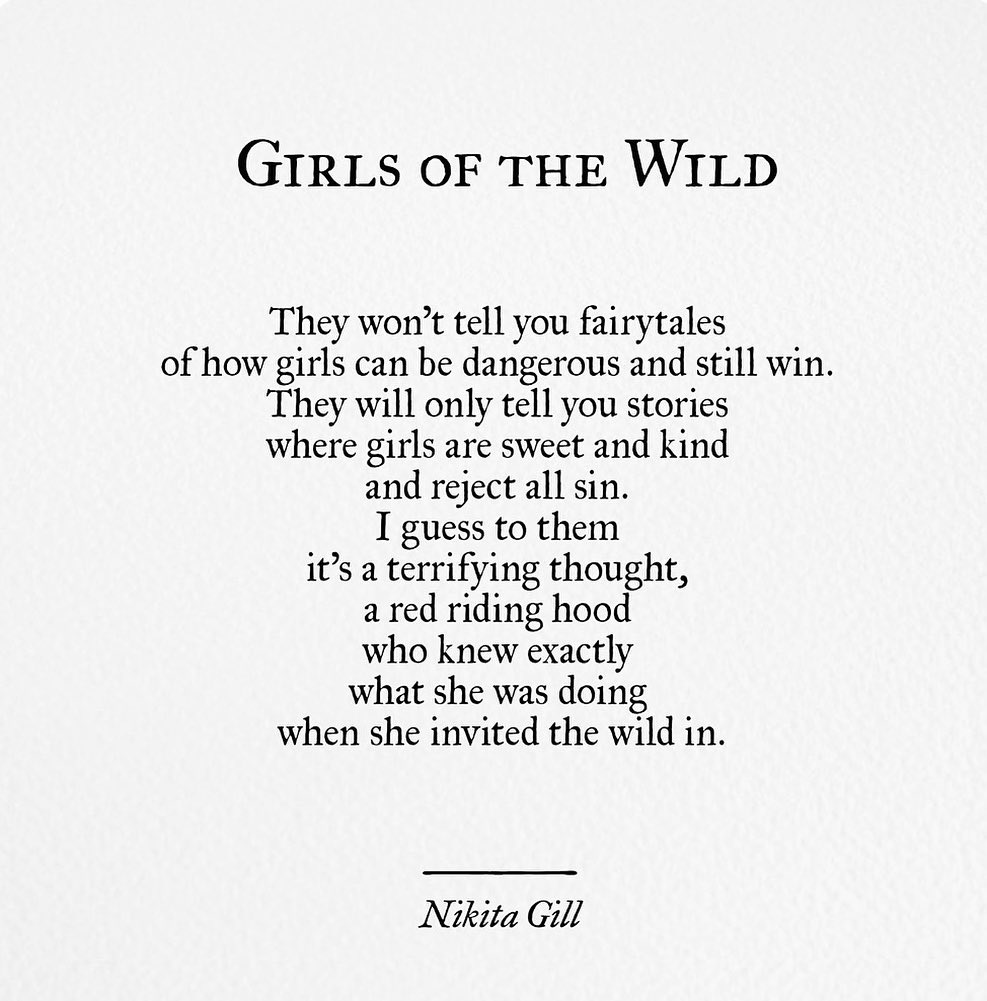 Girls of the Wild
They won’t tell you fairytales
of how girls can be dangerous and still win.
They will only tell you stories
where girls are sweet and kind
and reject all sin.
I guess to them
it’s a terrifying thought,
a red riding hood
who knew exactly
what she was doing
when she invited the wild in.
Nikita Gill